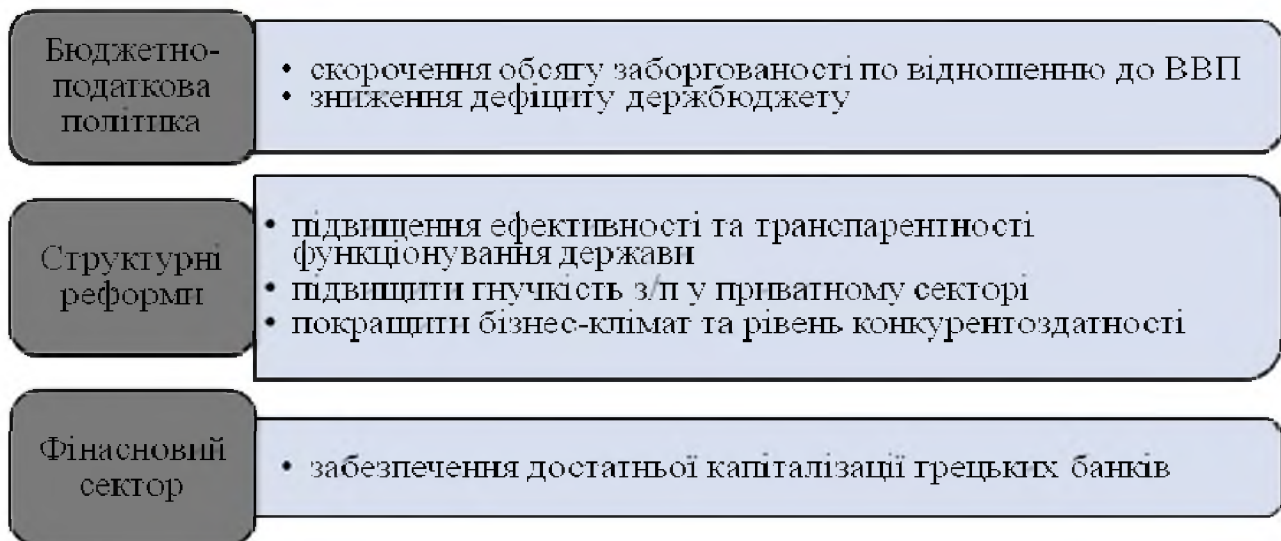 Бюджетно-
податкова
політика
• скорочення обсягу заборгованості по відношенню до ВВП
• зниження дефіциту держбюджету
Структурні
реформи
• підвищення ефективності та транспарентності
функціонування держави
• підвищити гнучкість з/п у приватному секторі
• покращити бізнес-клімат та рівень конкурентоздатності
Фінасновий
сектор
• забезпечення достатньої капіталізації грецьких банків